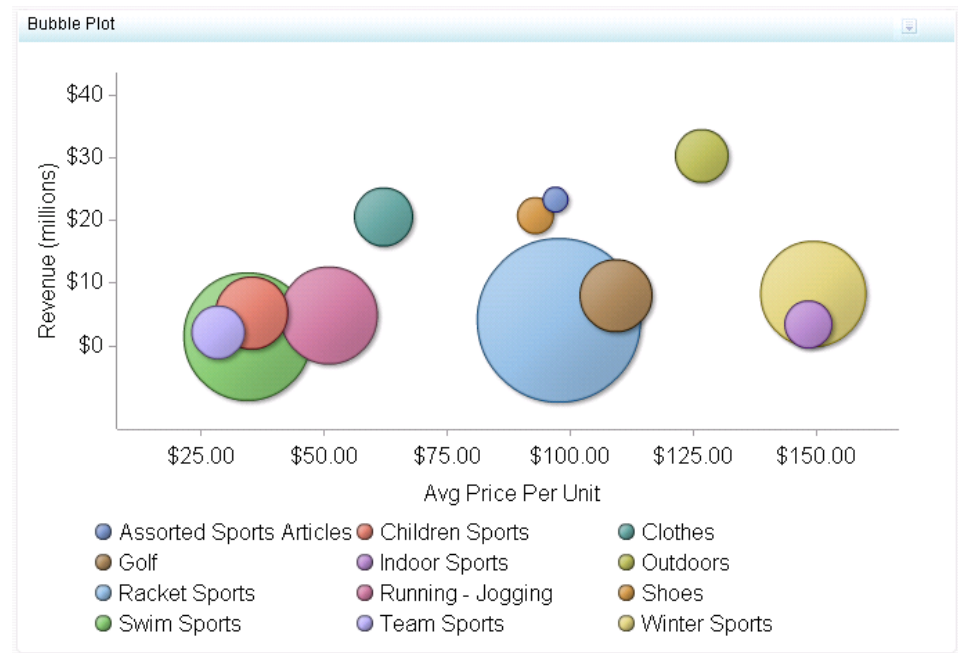 Bubble Plot
$40
$30
$20
$10
$0
Revenue (millions)
$25.00 $50.00 $75.00 $100.00 $125.00 $150.00
Avg Price Per Unit
Assorted Sports Articles Children Sports Clothes
Golf Indoor Sports Outdoors
Racket Sports Running - Jogging Shoes
Swim Sports Team Sports Winter Sports